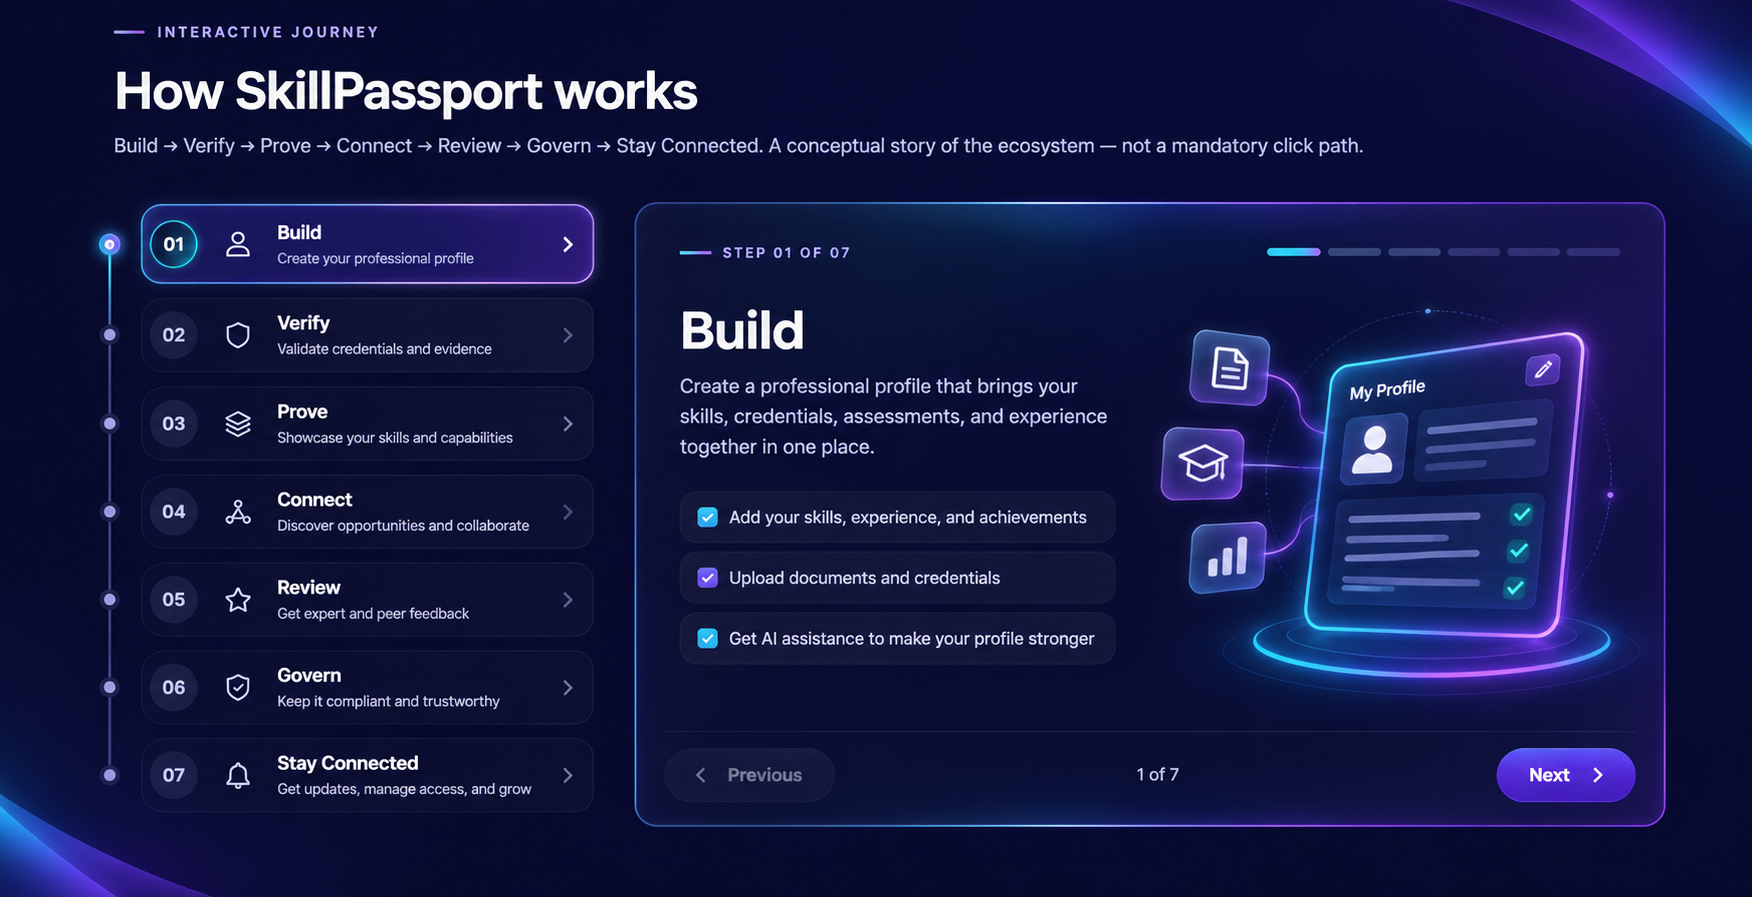 INTERACTIVE JOURNEY
How SkillPassport works
Build → Verify → Prove → Connect → Review → Govern → Stay Connected. A conceptual story of the ecosystem — not a mandatory click path.
01
Build
Create your professional profile
02
Verify
Validate credentials and evidence
03
Prove
Showcase your skills and capabilities
04
Connect
Discover opportunities and collaborate
05
Review
Get expert and peer feedback
06
Govern
Keep it compliant and trustworthy
07
Stay Connected
Get updates, manage access, and grow
STEP 01 OF 07
Build
Create a professional profile that brings your
skills, credentials, assessments, and experience
together in one place.
Add your skills, experience, and achievements
Upload documents and credentials
Get AI assistance to make your profile stronger
My Profile
Previous
1 of 7
Next